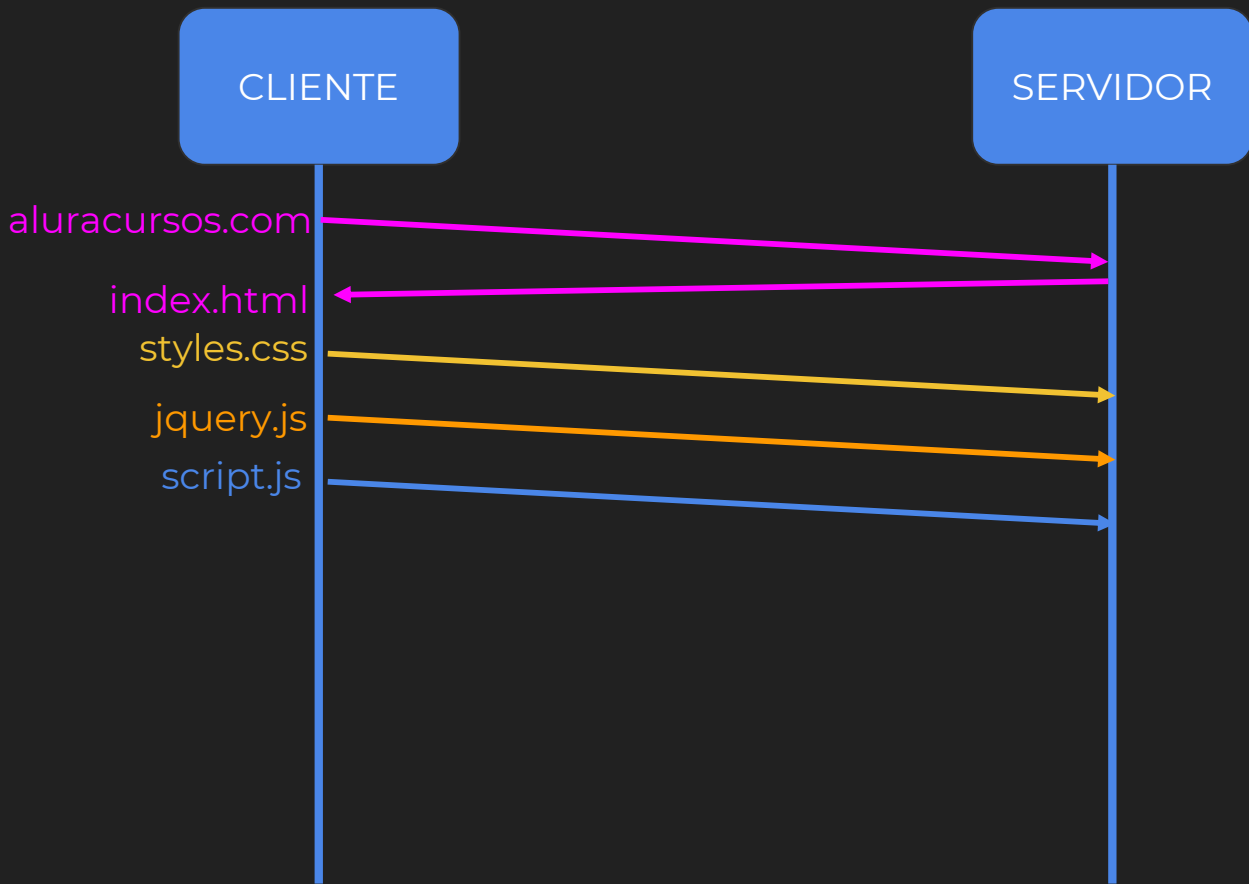 CLIENTE
SERVIDOR
aluracursos.com
index.html
styles.css
jquery.js
script.js